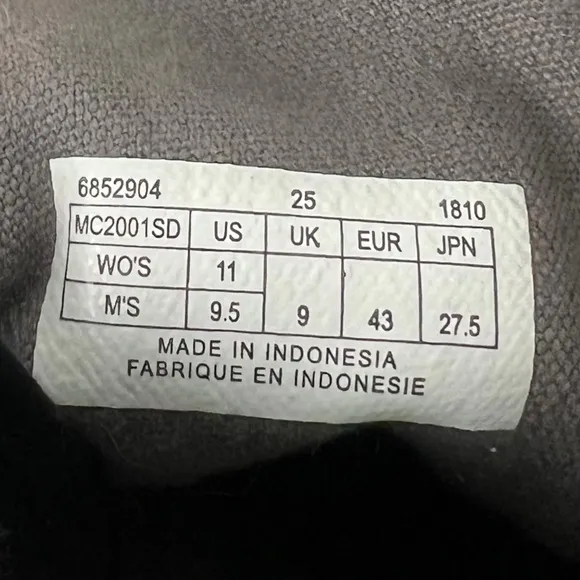 6852904 25 1810
MC2001SD US UK EUR JPN
WO'S 11
M'S 9.5 9 43 27.5
MADE IN INDONESIA
FABRIQUE EN INDONESIE